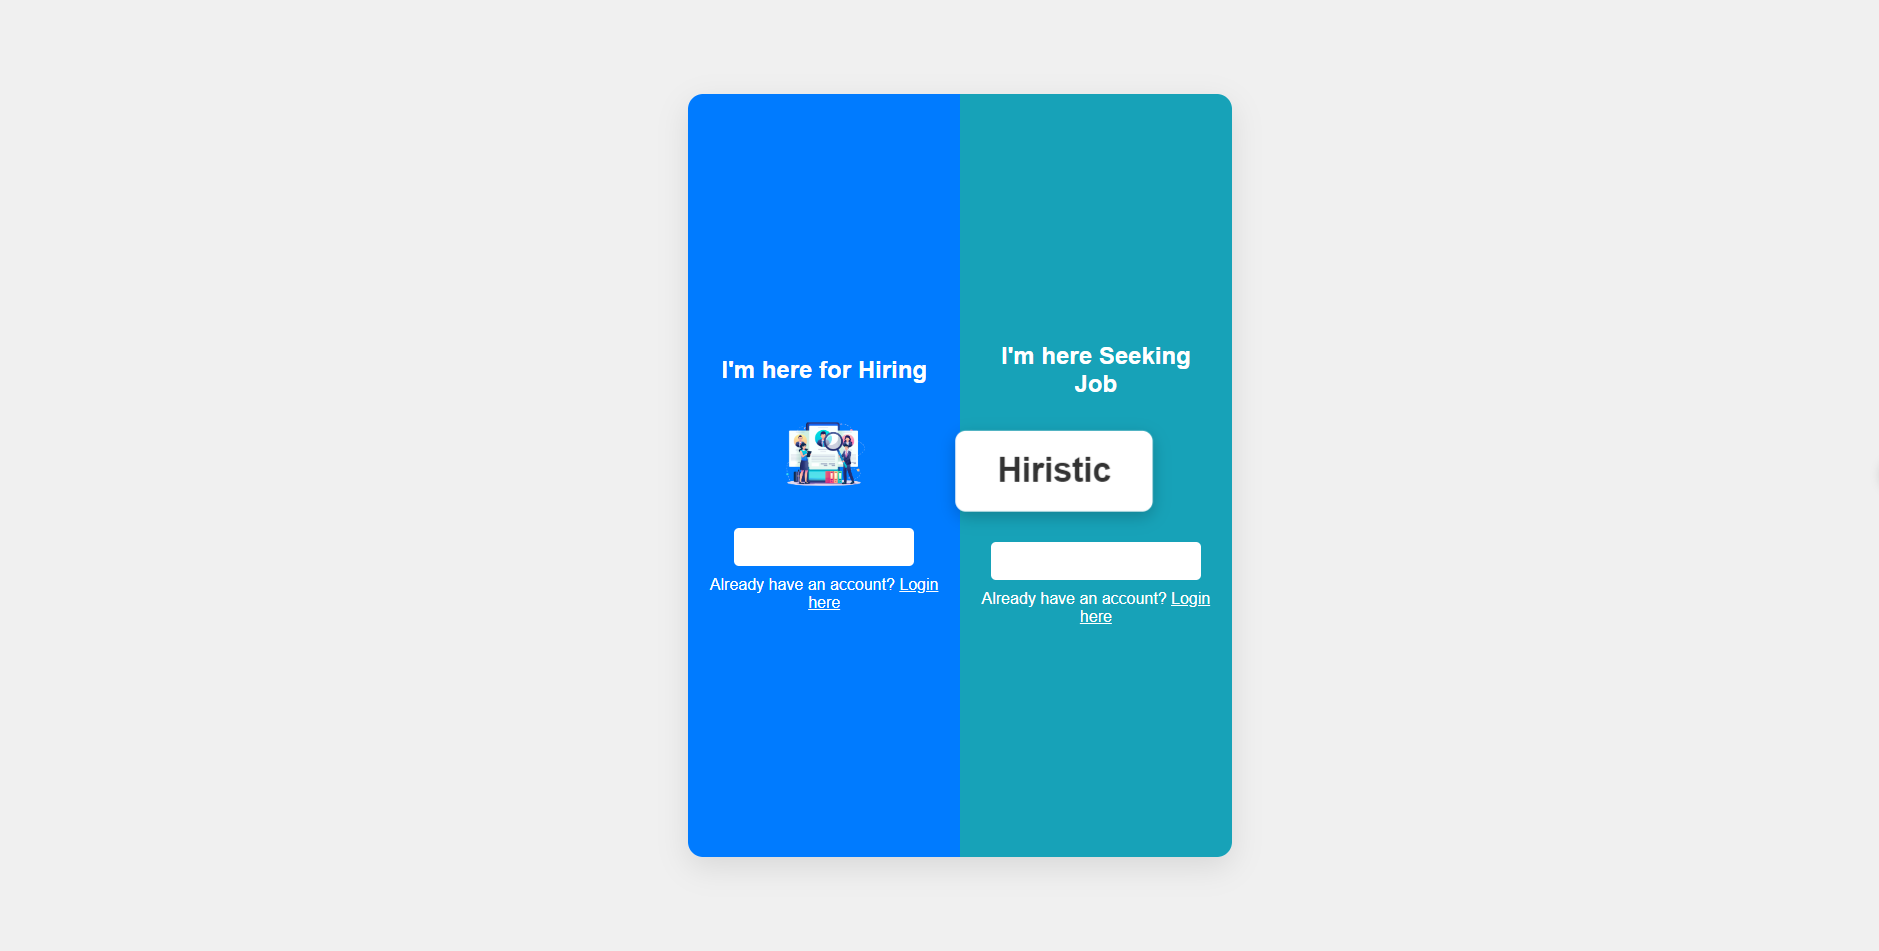 I'm here for Hiring
Already have an account? Login
here
I'm here Seeking
Job
Hiristic
Already have an account? Login
here